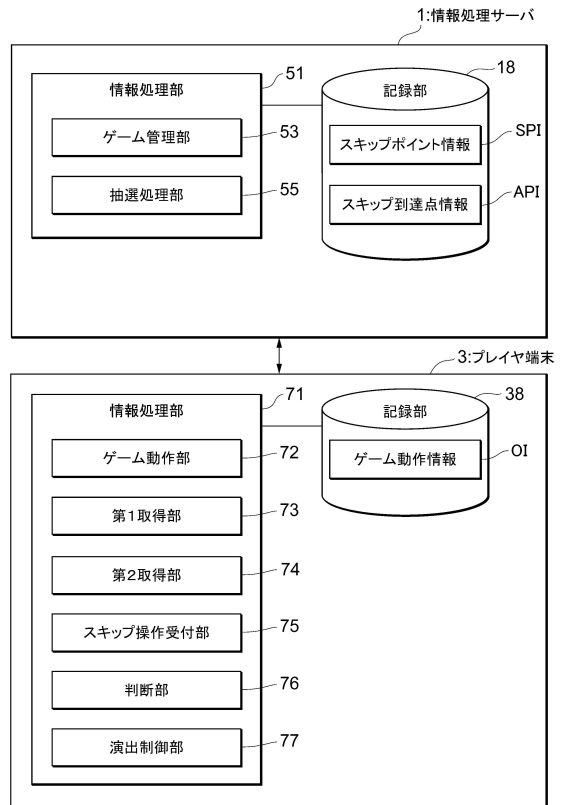 1:情報処理サーバ
情報処理部
51
ゲーム管理部
53
抽選処理部
55
記録部
18
スキップポイント情報
SPI
スキップ到達点情報
API
3:プレイヤ端末
情報処理部
71
ゲーム動作部
72
第1取得部
73
第2取得部
74
スキップ操作受付部
75
判断部
76
演出制御部
77
記録部
38
ゲーム動作情報
OI